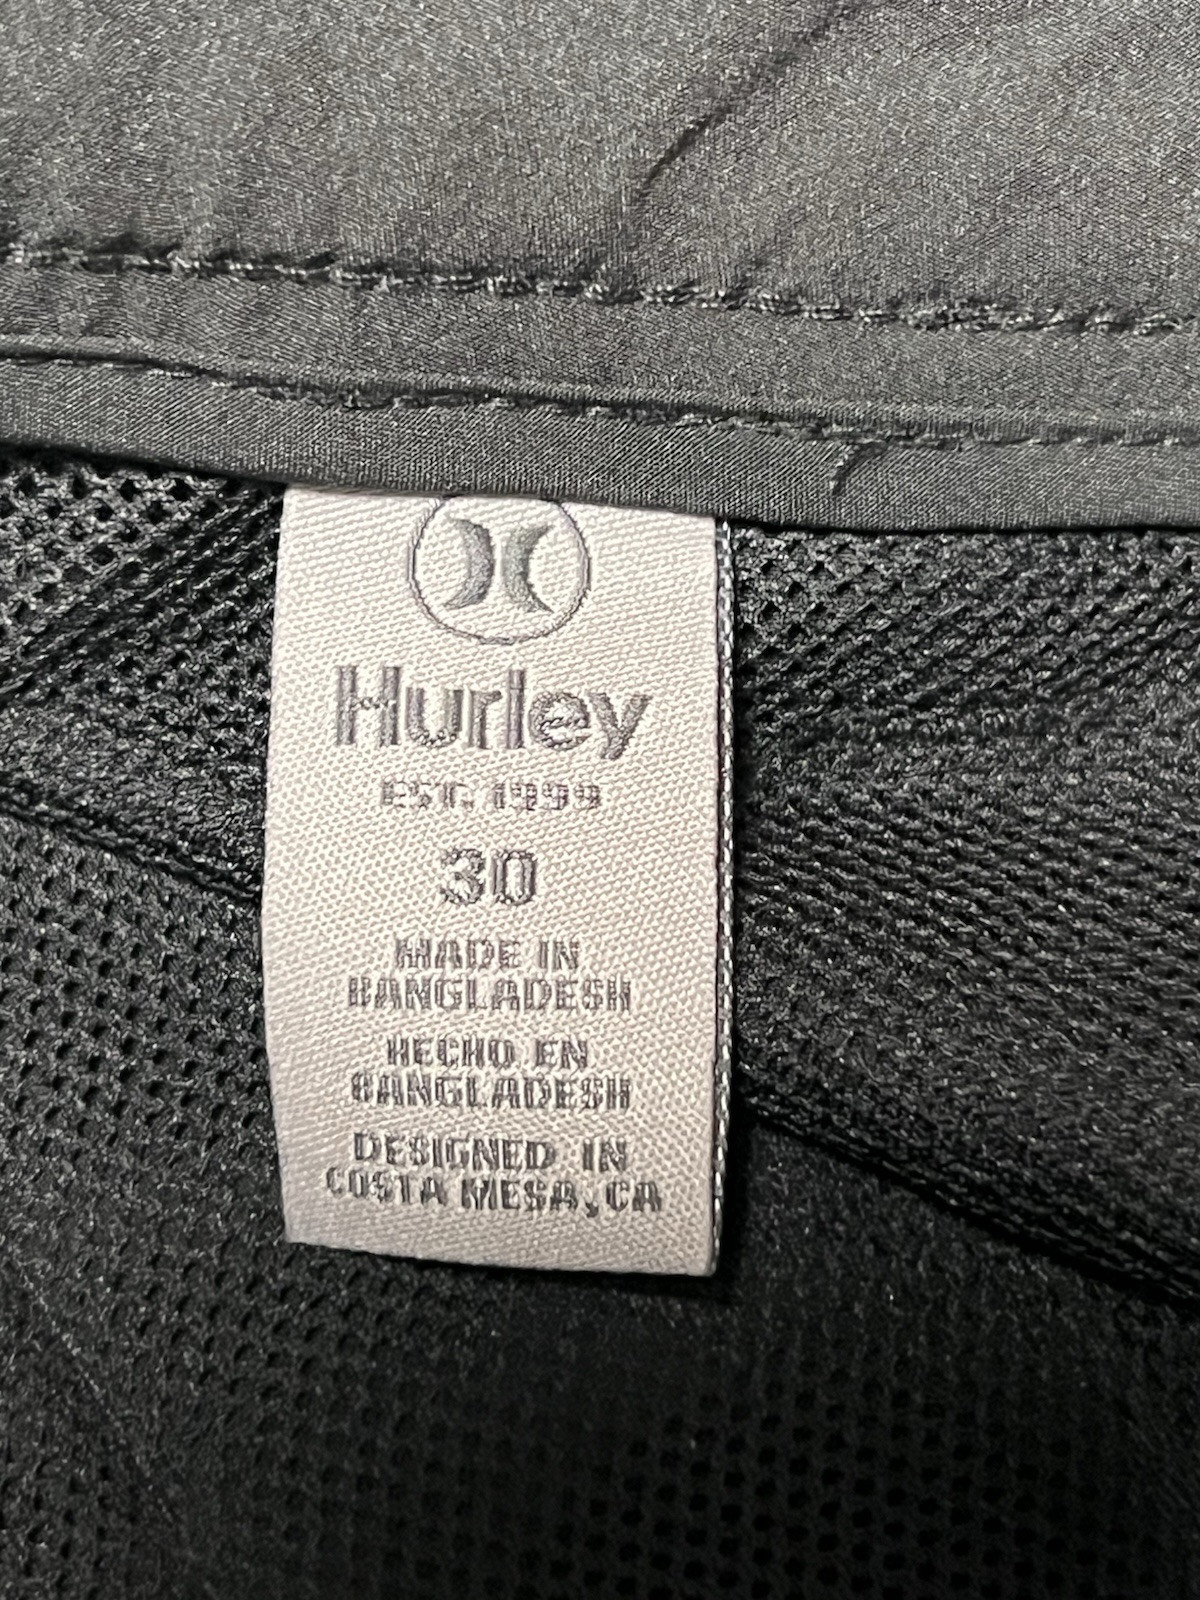 Hurley
EST. 1999
30
MADE IN
BANGLADESH
HECHO EN
BANGLADESH
DESIGNED IN
COSTA MESA, CA